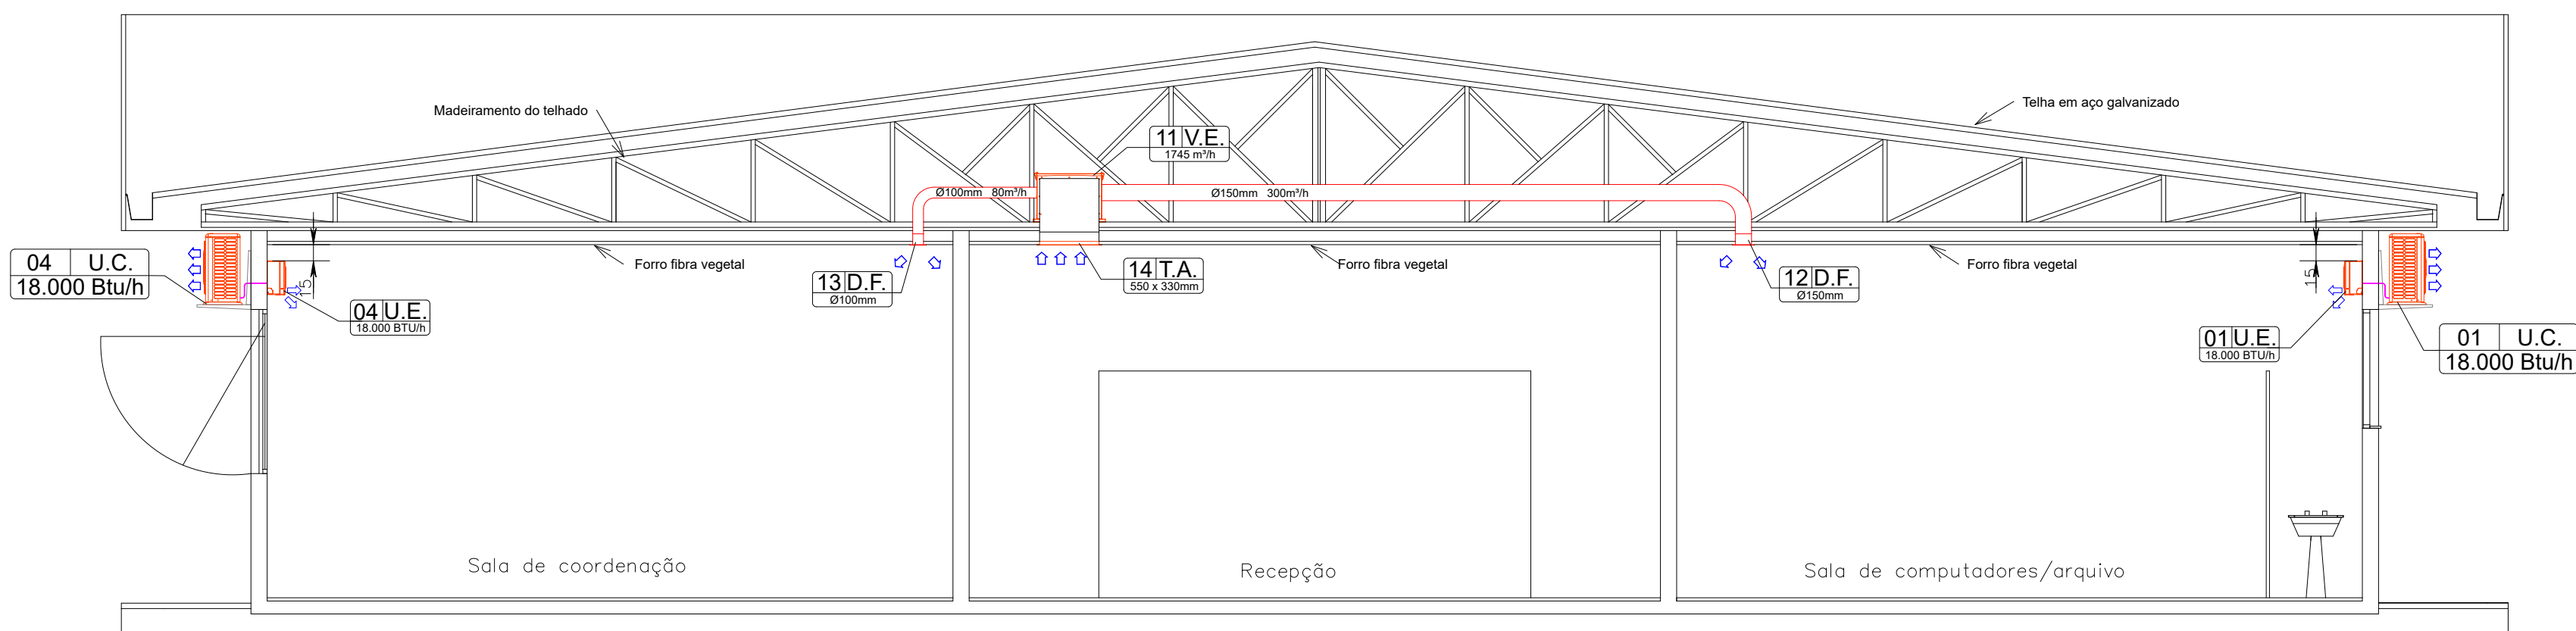 Madeiramento do telhado
Telha em aço galvanizado
11 V.E.
1745 m³/h
Ø100mm 80m³/h
Ø150mm 300m³/h
04 U.C.
18.000 Btu/h
15
04 U.E.
18.000 BTU/h
Forro fibra vegetal
13 D.F.
Ø100mm
14 T.A.
550 x 330mm
Forro fibra vegetal
12 D.F.
Ø150mm
Forro fibra vegetal
15
01 U.E.
18.000 BTU/h
01 U.C.
18.000 Btu/h
Sala de coordenação
Recepção
Sala de computadores/arquivo